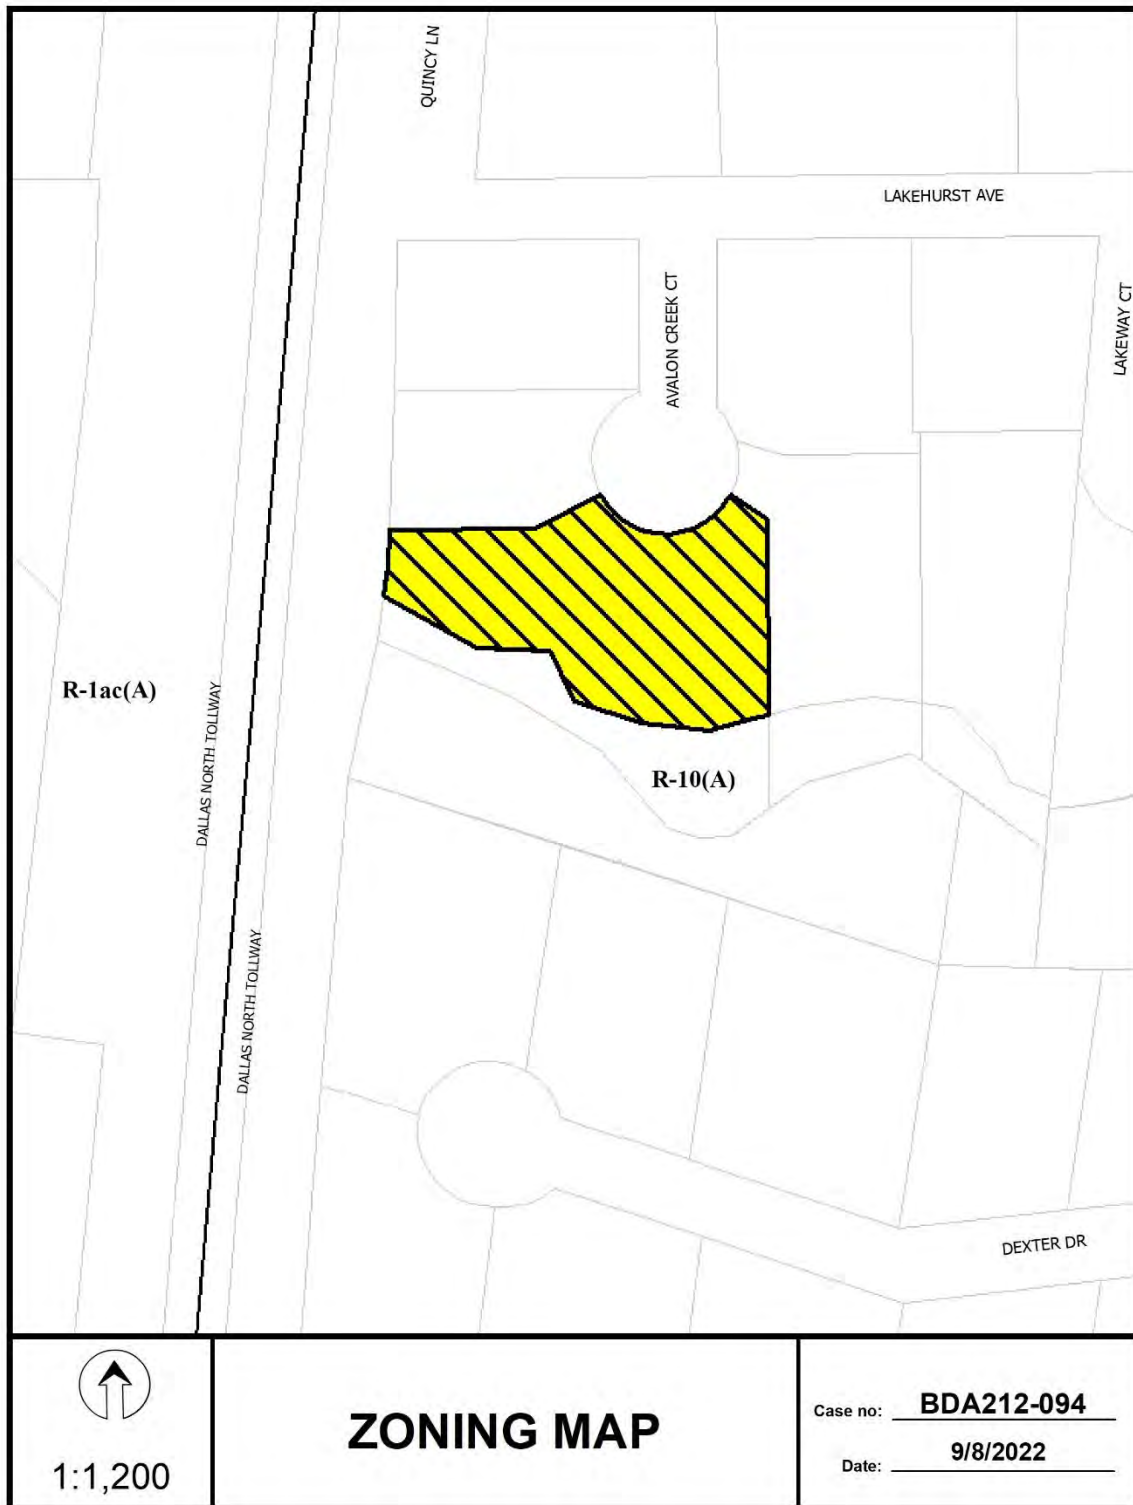 QUINCY LN
LAKEHURST AVE
AVALON CREEK CT
LAKEWAY CT
R-1ac(A)
DALLAS NORTH TOLLWAY
R-10(A)
DALLAS NORTH TOLLWAY
DEXTER DR
1:1,200
ZONING MAP
Case no: BDA212-094
Date: 9/8/2022